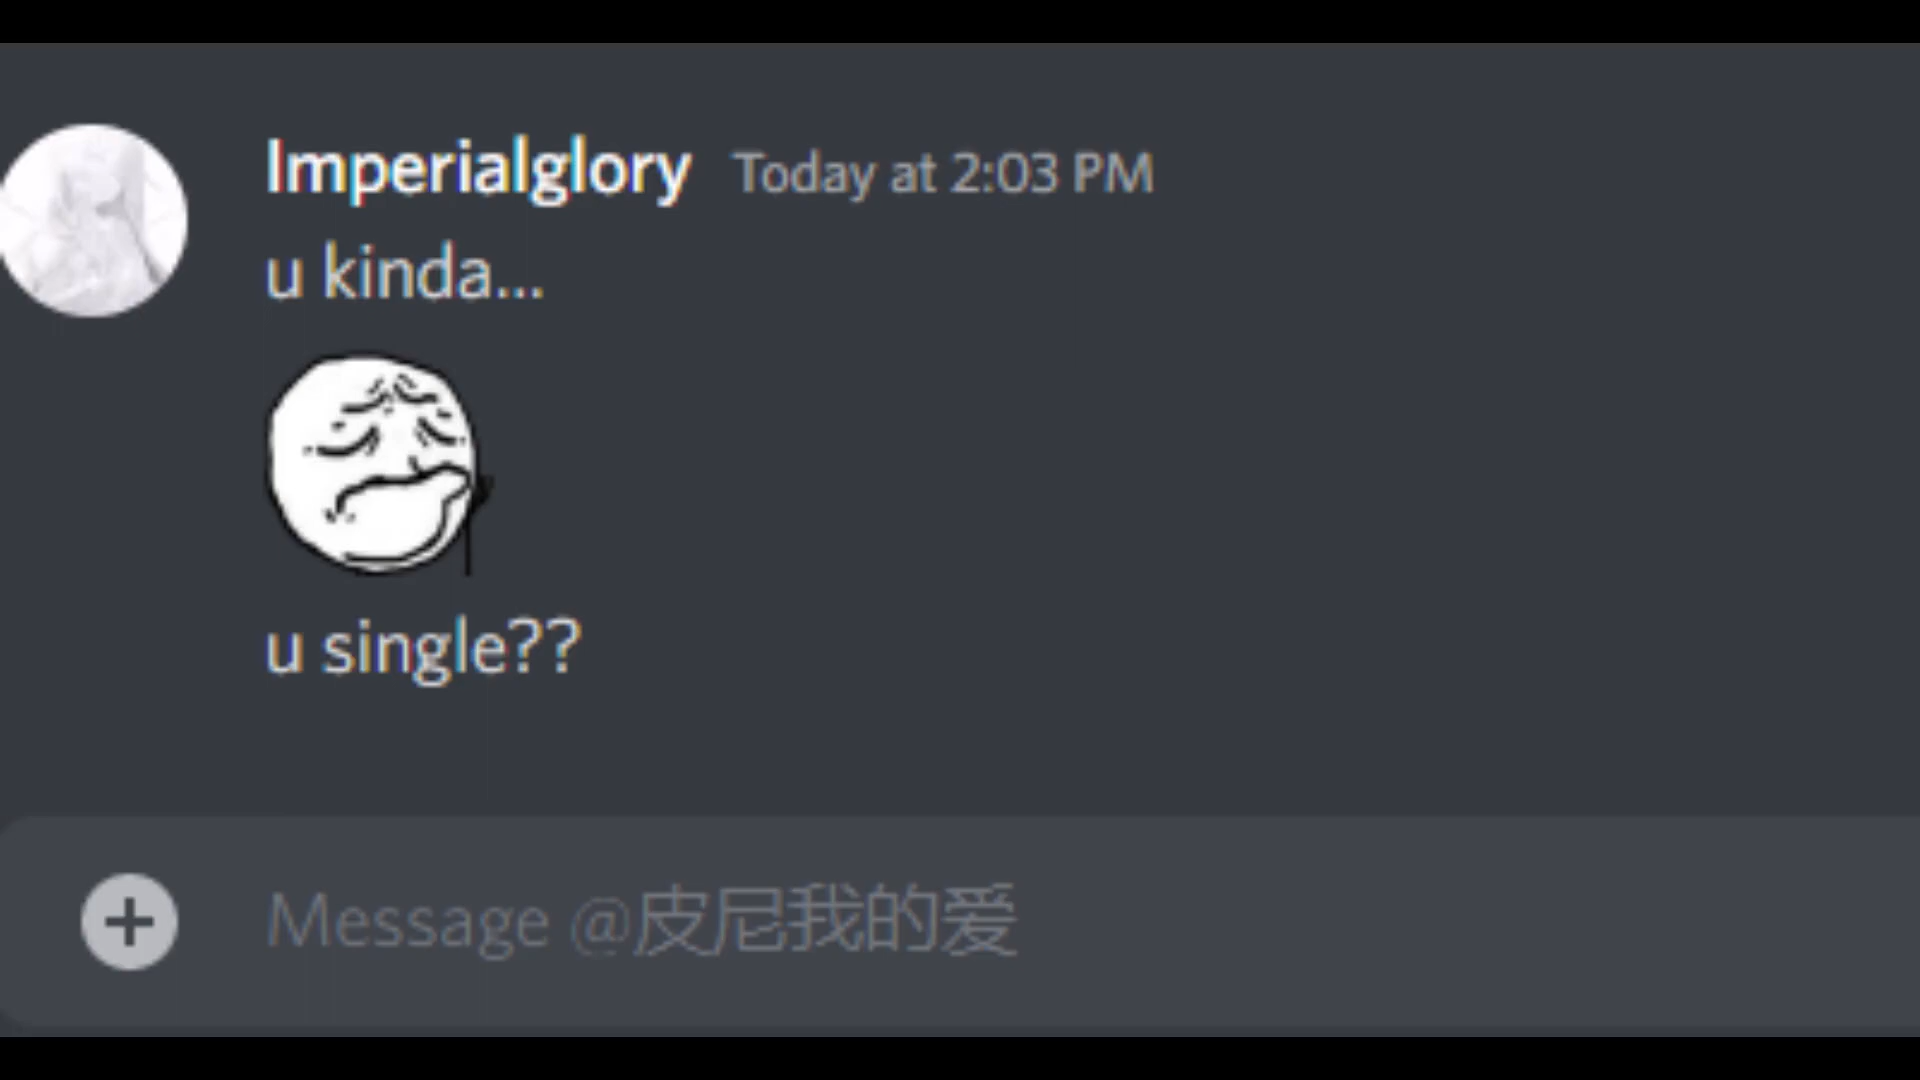 Imperialglory Today at 2:03 PM
u kinda...
u single??
Message @皮尼我的爱